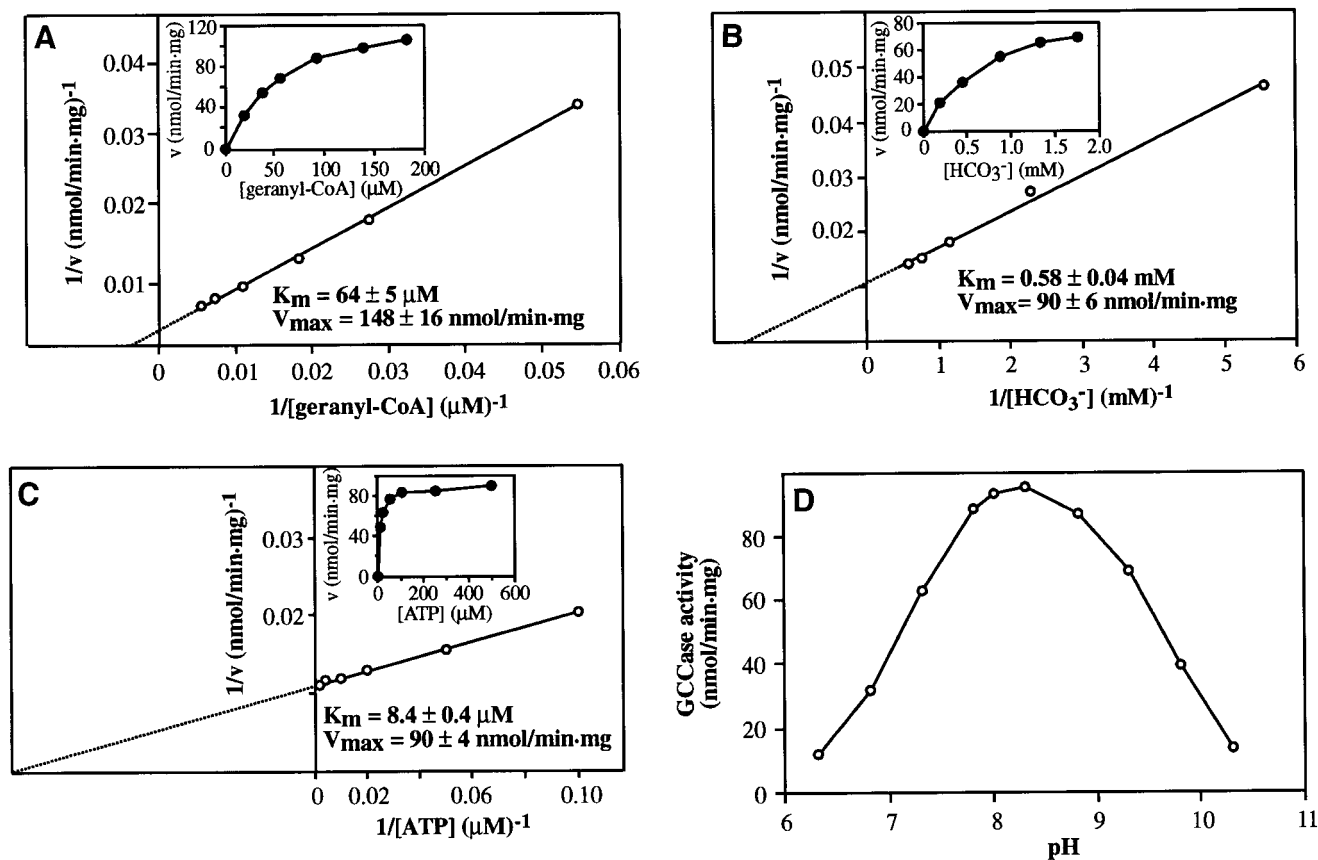 A
120
80
40
0
v (nmol/min·mg)
0 50 100 150 200
[geranyl-CoA] (μM)
0.04
0.03
0.02
0.01
1/v (nmol/min·mg)-1
Km = 64 ± 5 μM
Vmax = 148 ± 16 nmol/min·mg
0 0.01 0.02 0.03 0.04 0.05 0.06
1/[geranyl-CoA] (μM)-1
B
80
60
40
20
0
v (nmol/min·mg)
0 0.5 1.0 1.5 2.0
[HCO3-] (mM)
0.05
0.04
0.03
0.02
1/v (nmol/min·mg)-1
Km = 0.58 ± 0.04 mM
Vmax= 90 ± 6 nmol/min·mg
0 1 2 3 4 5 6
1/[HCO3-] (mM)-1
C
80
40
0
v (nmol/min·mg)
0 200 400 600
[ATP] (μM)
0.03
0.02
1/v (nmol/min·mg)-1
Km = 8.4 ± 0.4 μM
Vmax = 90 ± 4 nmol/min·mg
0 0.02 0.06 0.10
1/[ATP] (μM)-1
D
80
60
40
20
0
GCCase activity
(nmol/min·mg)
6 7 8 9 10 11
pH